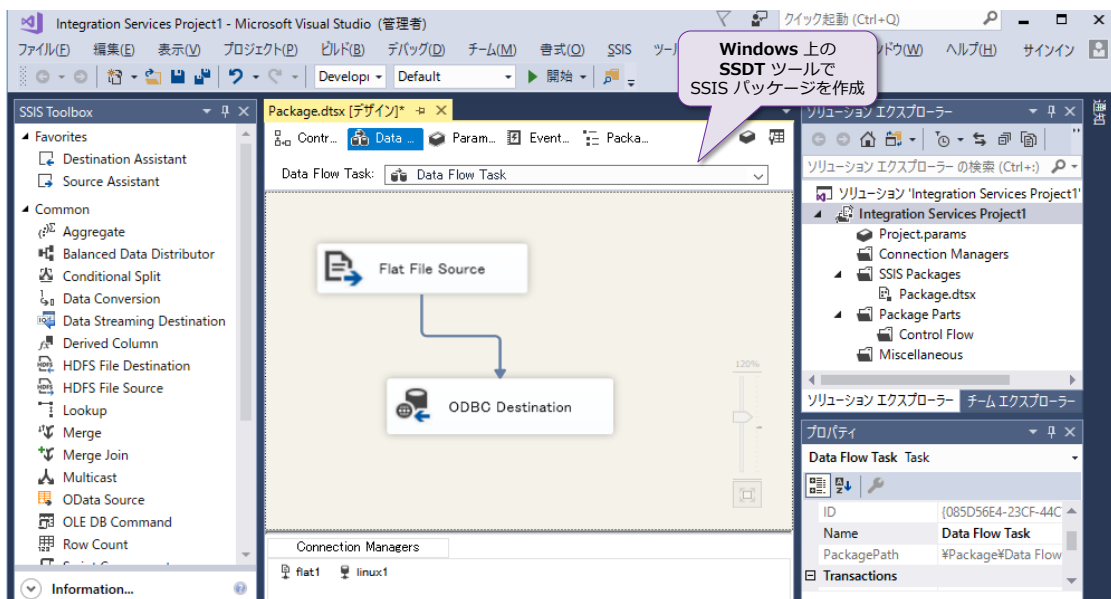 Integration Services Project1 - Microsoft Visual Studio (管理者)
クイック起動 (Ctrl+Q)
ファイル(F) 編集(E) 表示(V) プロジェクト(P) ビルド(B) デバッグ(D) チーム(M) 書式(O) SSIS ツー ンドウ(W) ヘルプ(H) サインイン
Windows 上の
SSDT ツールで
SSIS パッケージを作成
Developi Default 開始
SSIS Toolbox
Favorites
Destination Assistant
Source Assistant
Common
Aggregate
Balanced Data Distributor
Conditional Split
Data Conversion
Data Streaming Destination
Derived Column
HDFS File Destination
HDFS File Source
Lookup
Merge
Merge Join
Multicast
OData Source
OLE DB Command
Row Count
Information...
Package.dtsx [デザイン]*
Contr... Data ... Param... Event... Packa...
Data Flow Task: Data Flow Task
Flat File Source
ODBC Destination
120%
Connection Managers
flat1 linux1
ソリューション エクスプローラー
ソリューション エクスプローラー の検索 (Ctrl+:)
ソリューション 'Integration Services Project1'
Integration Services Project1
Project.params
Connection Managers
SSIS Packages
Package.dtsx
Package Parts
Control Flow
Miscellaneous
ソリューション エクスプローラー チーム エクスプローラー
プロパティ
Data Flow Task Task
ID {085D56E4-23CF-44C
Name Data Flow Task
PackagePath ¥Package¥Data Flow
Transactions